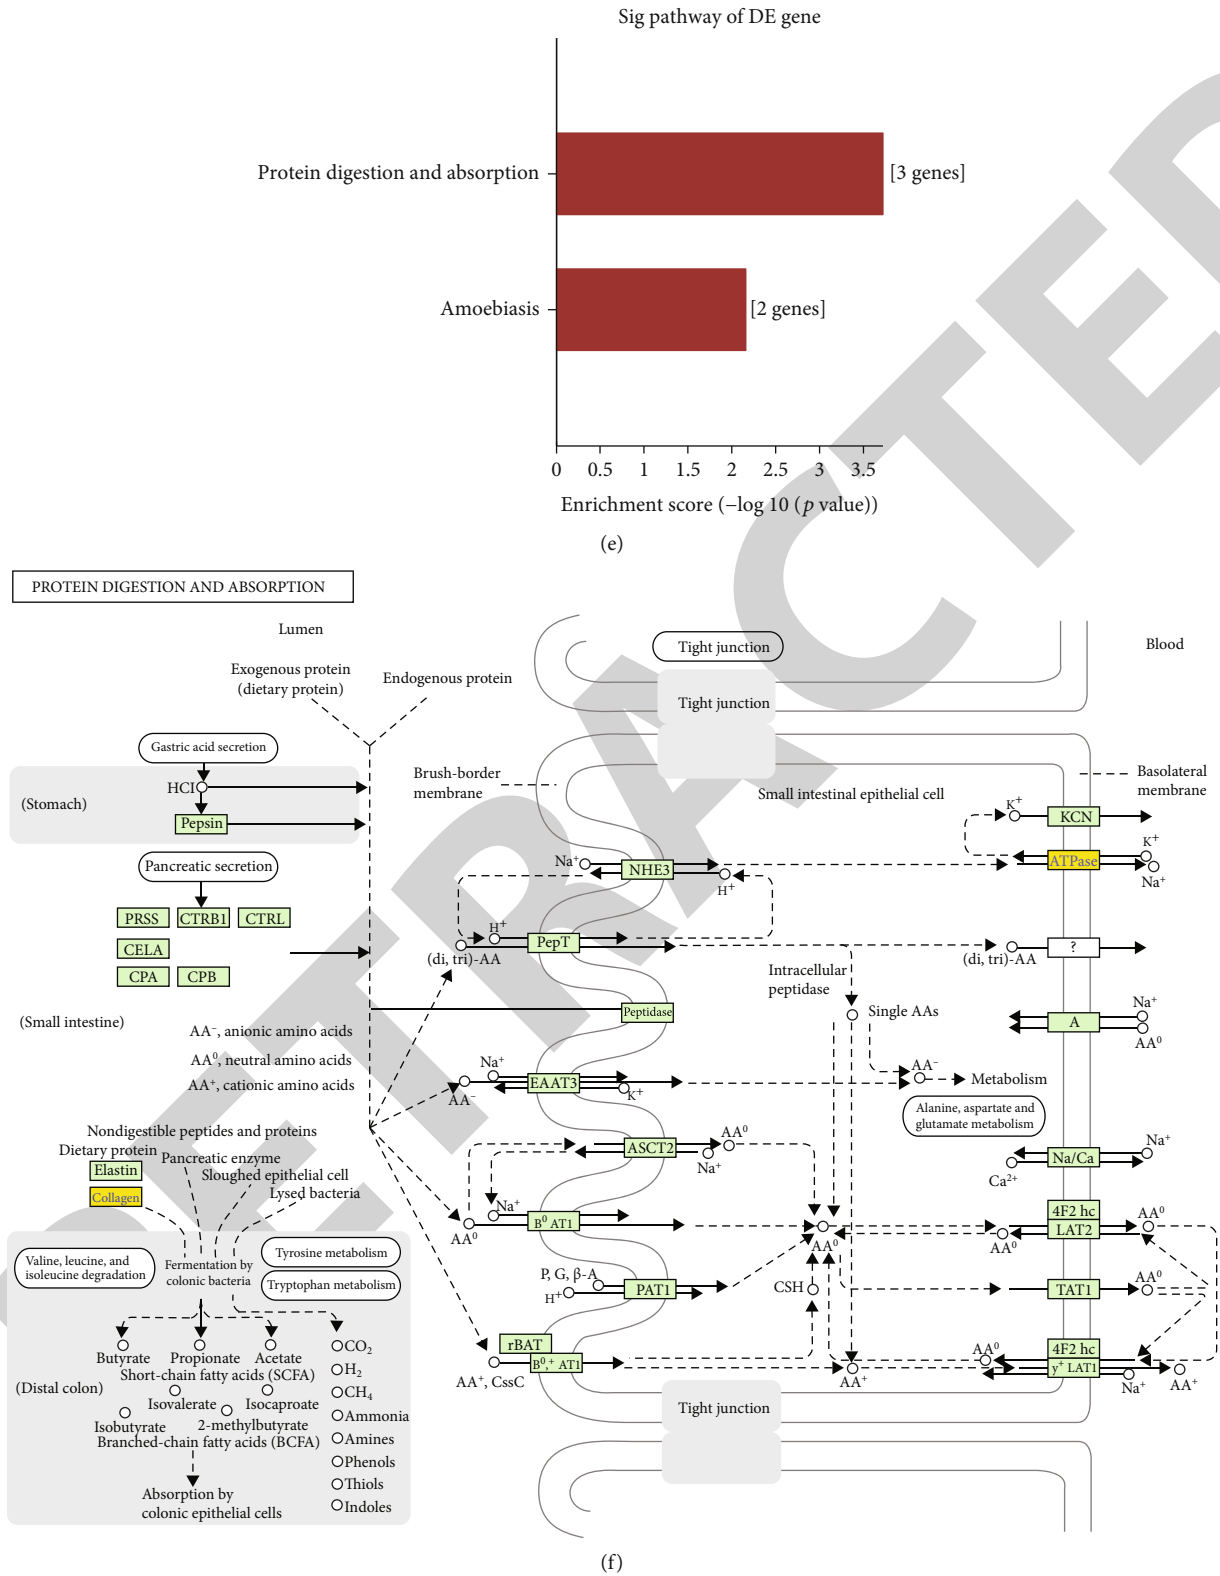 Sig pathway of DE gene
Protein digestion and absorption
[3 genes]
Amoebiasis
[2 genes]
0 0.5 1 1.5 2 2.5 3 3.5
Enrichment score (−log 10 (p value))
(e)
PROTEIN DIGESTION AND ABSORPTION
Lumen
Exogenous protein
(dietary protein)
Endogenous protein
Tight junction
Tight junction
Blood
Gastric acid secretion
HCl
(Stomach)
Pepsin
Brush-border
membrane
Small intestinal epithelial cell
Basolateral
membrane
K⁺
KCN
Pancreatic secretion
Na⁺
NHE3
H⁺
ATPase
K⁺
Na⁺
PRSS CTRB1 CTRL
CELA
CPA CPB
H⁺
PepT
(di, tri)-AA
Intracellular
peptidase
(di, tri)-AA
?
(Small intestine)
Peptidase
Single AAs
Na⁺
A
AA⁰
AA⁻, anionic amino acids
AA⁰, neutral amino acids
AA⁺, cationic amino acids
Na⁺
EAAT3
AA⁻
K⁺
AA⁻
Metabolism
Alanine, aspartate and
glutamate metabolism
Nondigestible peptides and proteins
Dietary protein
Pancreatic enzyme
Elastin
Sloughed epithelial cell
Collagen
Lysed bacteria
ASCT2
AA⁰
Na⁺
Na⁺
Na/Ca
Ca²⁺
Na⁺
B⁰ AT1
AA⁰
AA⁰
4F2 hc
LAT2
AA⁰
AA⁰
Valine, leucine, and
isoleucine degradation
Fermentation by
colonic bacteria
Tyrosine metabolism
Tryptophan metabolism
P, G, β-A
H⁺
PAT1
CSH
TAT1
AA⁰
Butyrate Propionate Acetate
Short-chain fatty acids (SCFA)
(Distal colon)
Isovalerate Isocaproate
Isobutyrate 2-methylbutyrate
Branched-chain fatty acids (BCFA)
Absorption by
colonic epithelial cells
CO₂
H₂
CH₄
Ammonia
Amines
Phenols
Thiols
Indoles
rBAT
B⁰,⁺ AT1
AA⁺, CssC
AA⁺
AA⁰
4F2 hc
y⁺ LAT1
Na⁺
AA⁺
Tight junction
(f)
RETRACTED